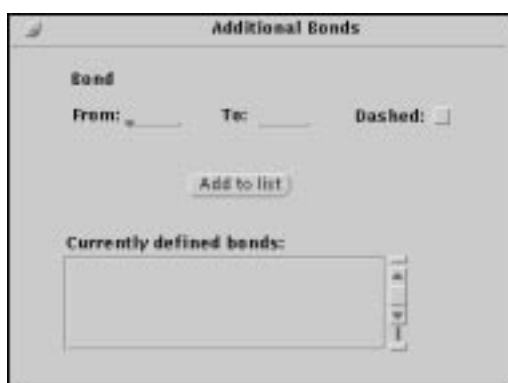 Additional Bonds
Bond
From: To: Dashed:
Add to list
Currently defined bonds: